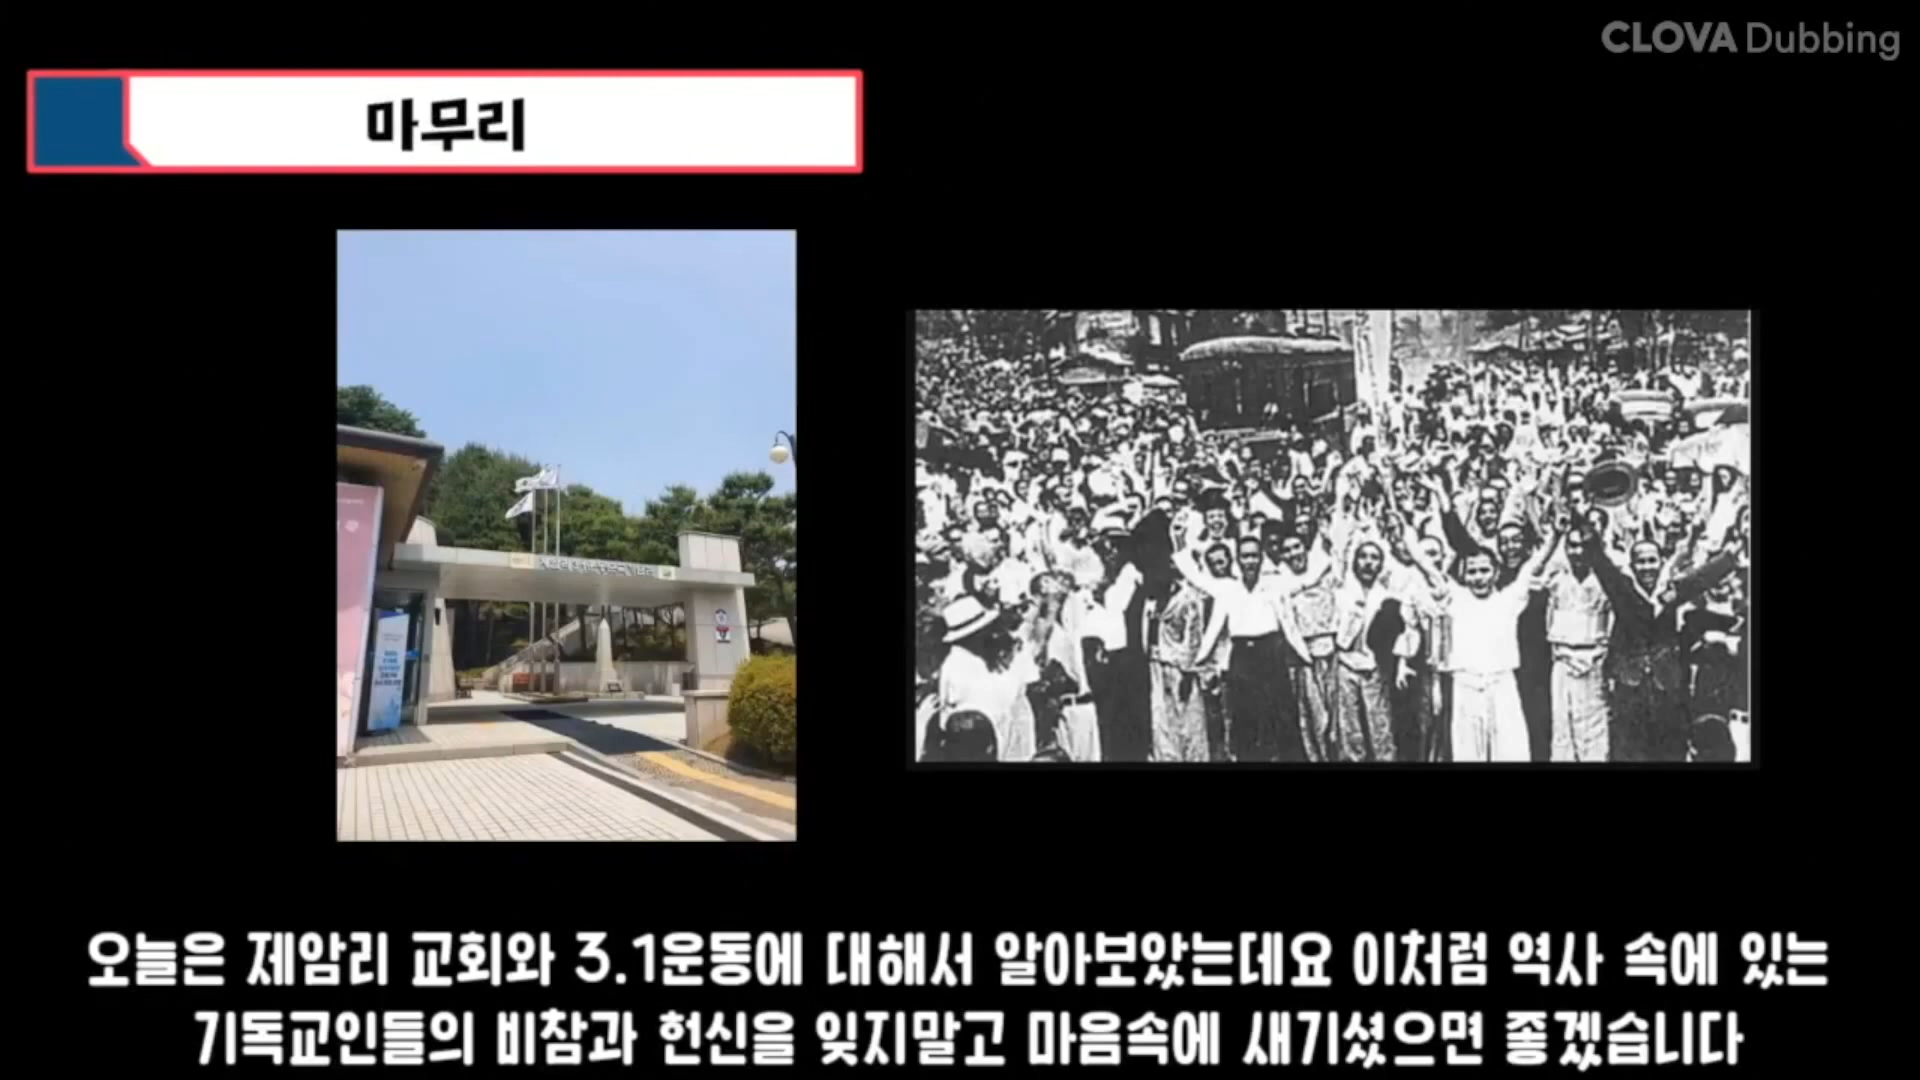 CLOVA Dubbing
마무리
오늘은 제암리 교회와 3.1운동에 대해서 알아보았는데요 이처럼 역사 속에 있는
기독교인들의 비참과 헌신을 잊지말고 마음속에 새기셨으면 좋겠습니다